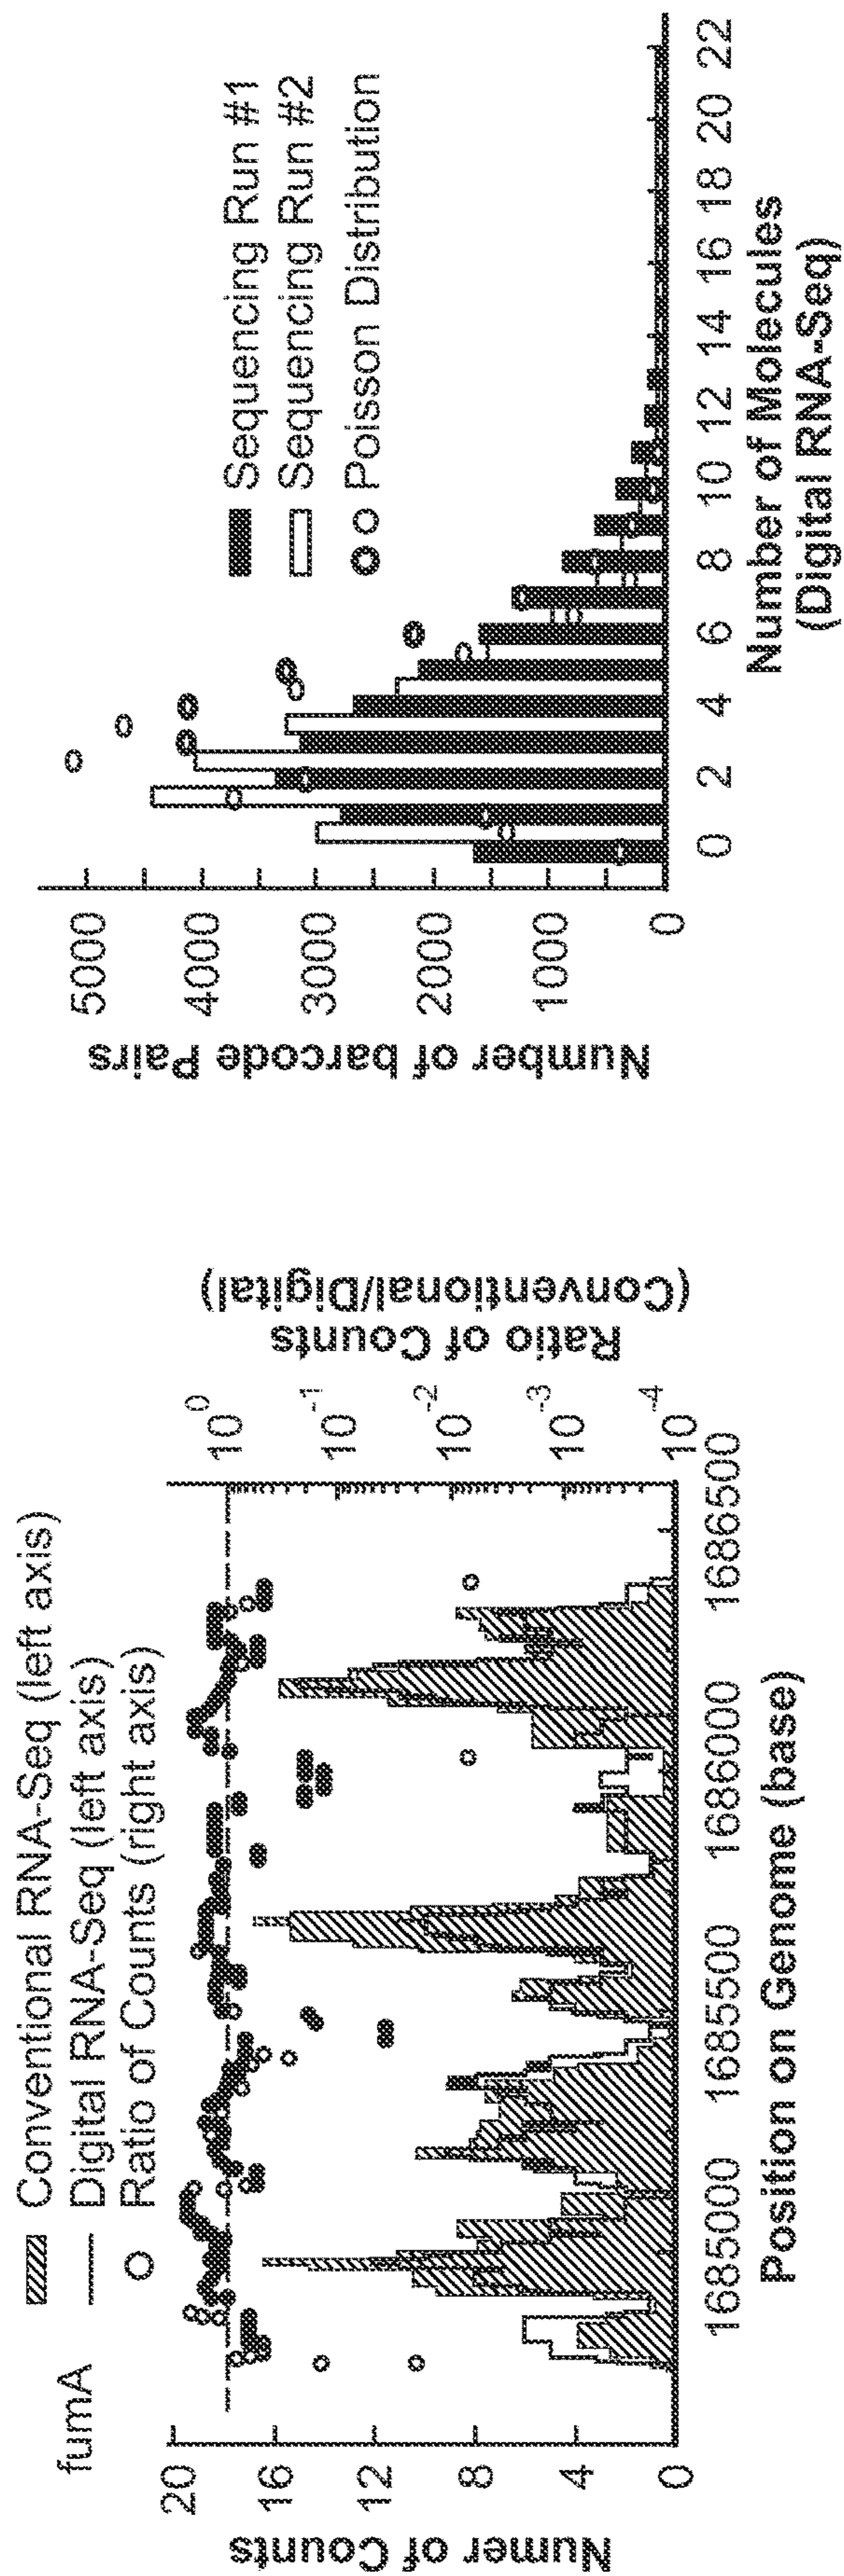 fumA
Conventional RNA-Seq (left axis)
Digital RNA-Seq (left axis)
Ratio of Counts (right axis)
Numer of Counts
20
16
12
8
4
0
1685000
1685500
1686000
1686500
Position on Genome (base)
10⁰
10⁻¹
10⁻²
10⁻³
10⁻⁴
Ratio of Counts
(Conventional/Digital)
Number of barcode Pairs
5000
4000
3000
2000
1000
0
Sequencing Run #1
Sequencing Run #2
Poisson Distribution
0 2 4 6 8 10 12 14 16 18 20 22
Number of Molecules
(Digital RNA-Seq)